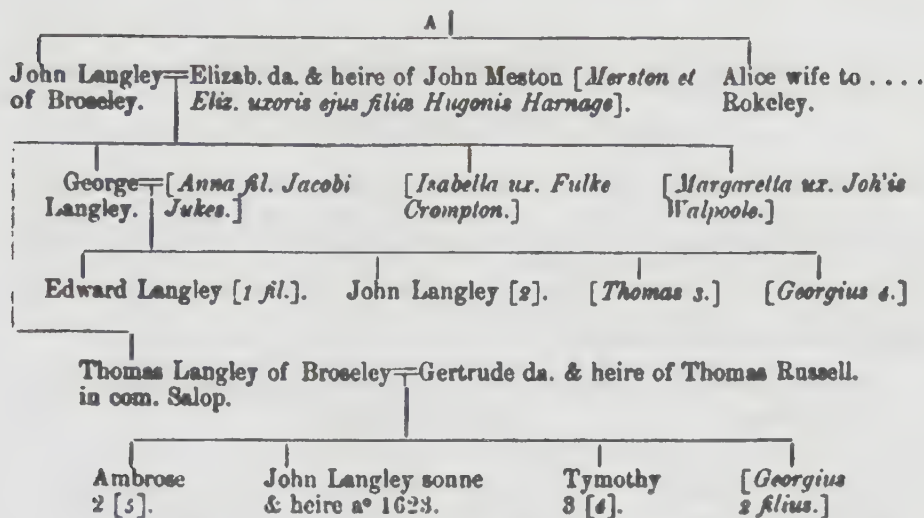 A
John Langley Elizab. da. & heire of John Meston [Merston et Alice wife to ....
of Broseley. Eliz. uxoris ejus filiæ Hugonis Harnage]. Rokeley.
George [Anna fil. Jacobi [Isabella ux. Fulke [Margaretta ux. Joh'is
Langley. Jukes.] Crompton.] Walpoole.]
Edward Langley [1 fil.]. John Langley [2]. [Thomas 3.] [Georgius 4.]
Thomas Langley of Broseley Gertrude da. & heire of Thomas Russell.
in com. Salop.
Ambrose John Langley sonne Tymothy [Georgius
2 [3]. & heire aº 1623. 3 [4]. 2 filius.]